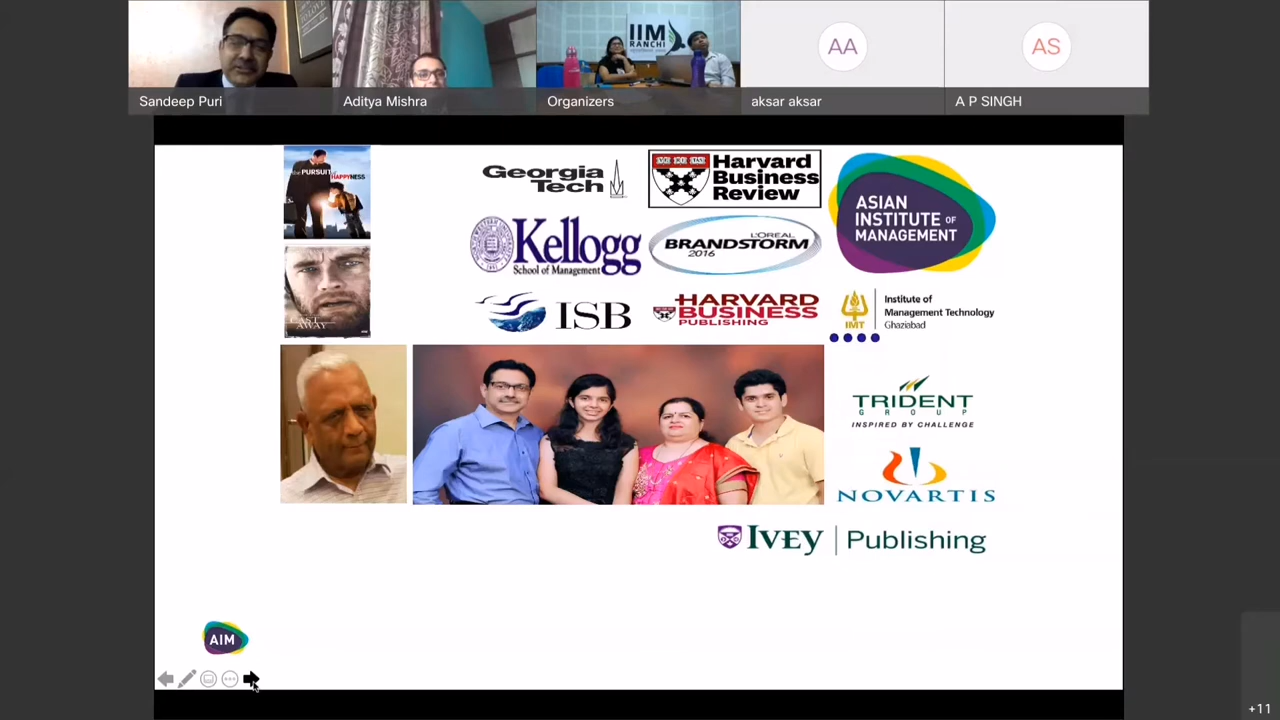 IIM
RANCHI
Sandeep Puri
Aditya Mishra
Organizers
AA
aksar aksar
AS
A P SINGH
the PURSUIT of
HAPPYNESS
Georgia
Tech
Harvard
Business
Review
ASIAN
INSTITUTE OF
MANAGEMENT
Kellogg
School of Management
L'ORÉAL
BRANDSTORM
2016
CAST
AWAY
ISB
HARVARD
BUSINESS
PUBLISHING
IMT
Institute of
Management Technology
Ghaziabad
TRIDENT
GROUP
INSPIRED BY CHALLENGE
NOVARTIS
IVEY Publishing
AIM
+11